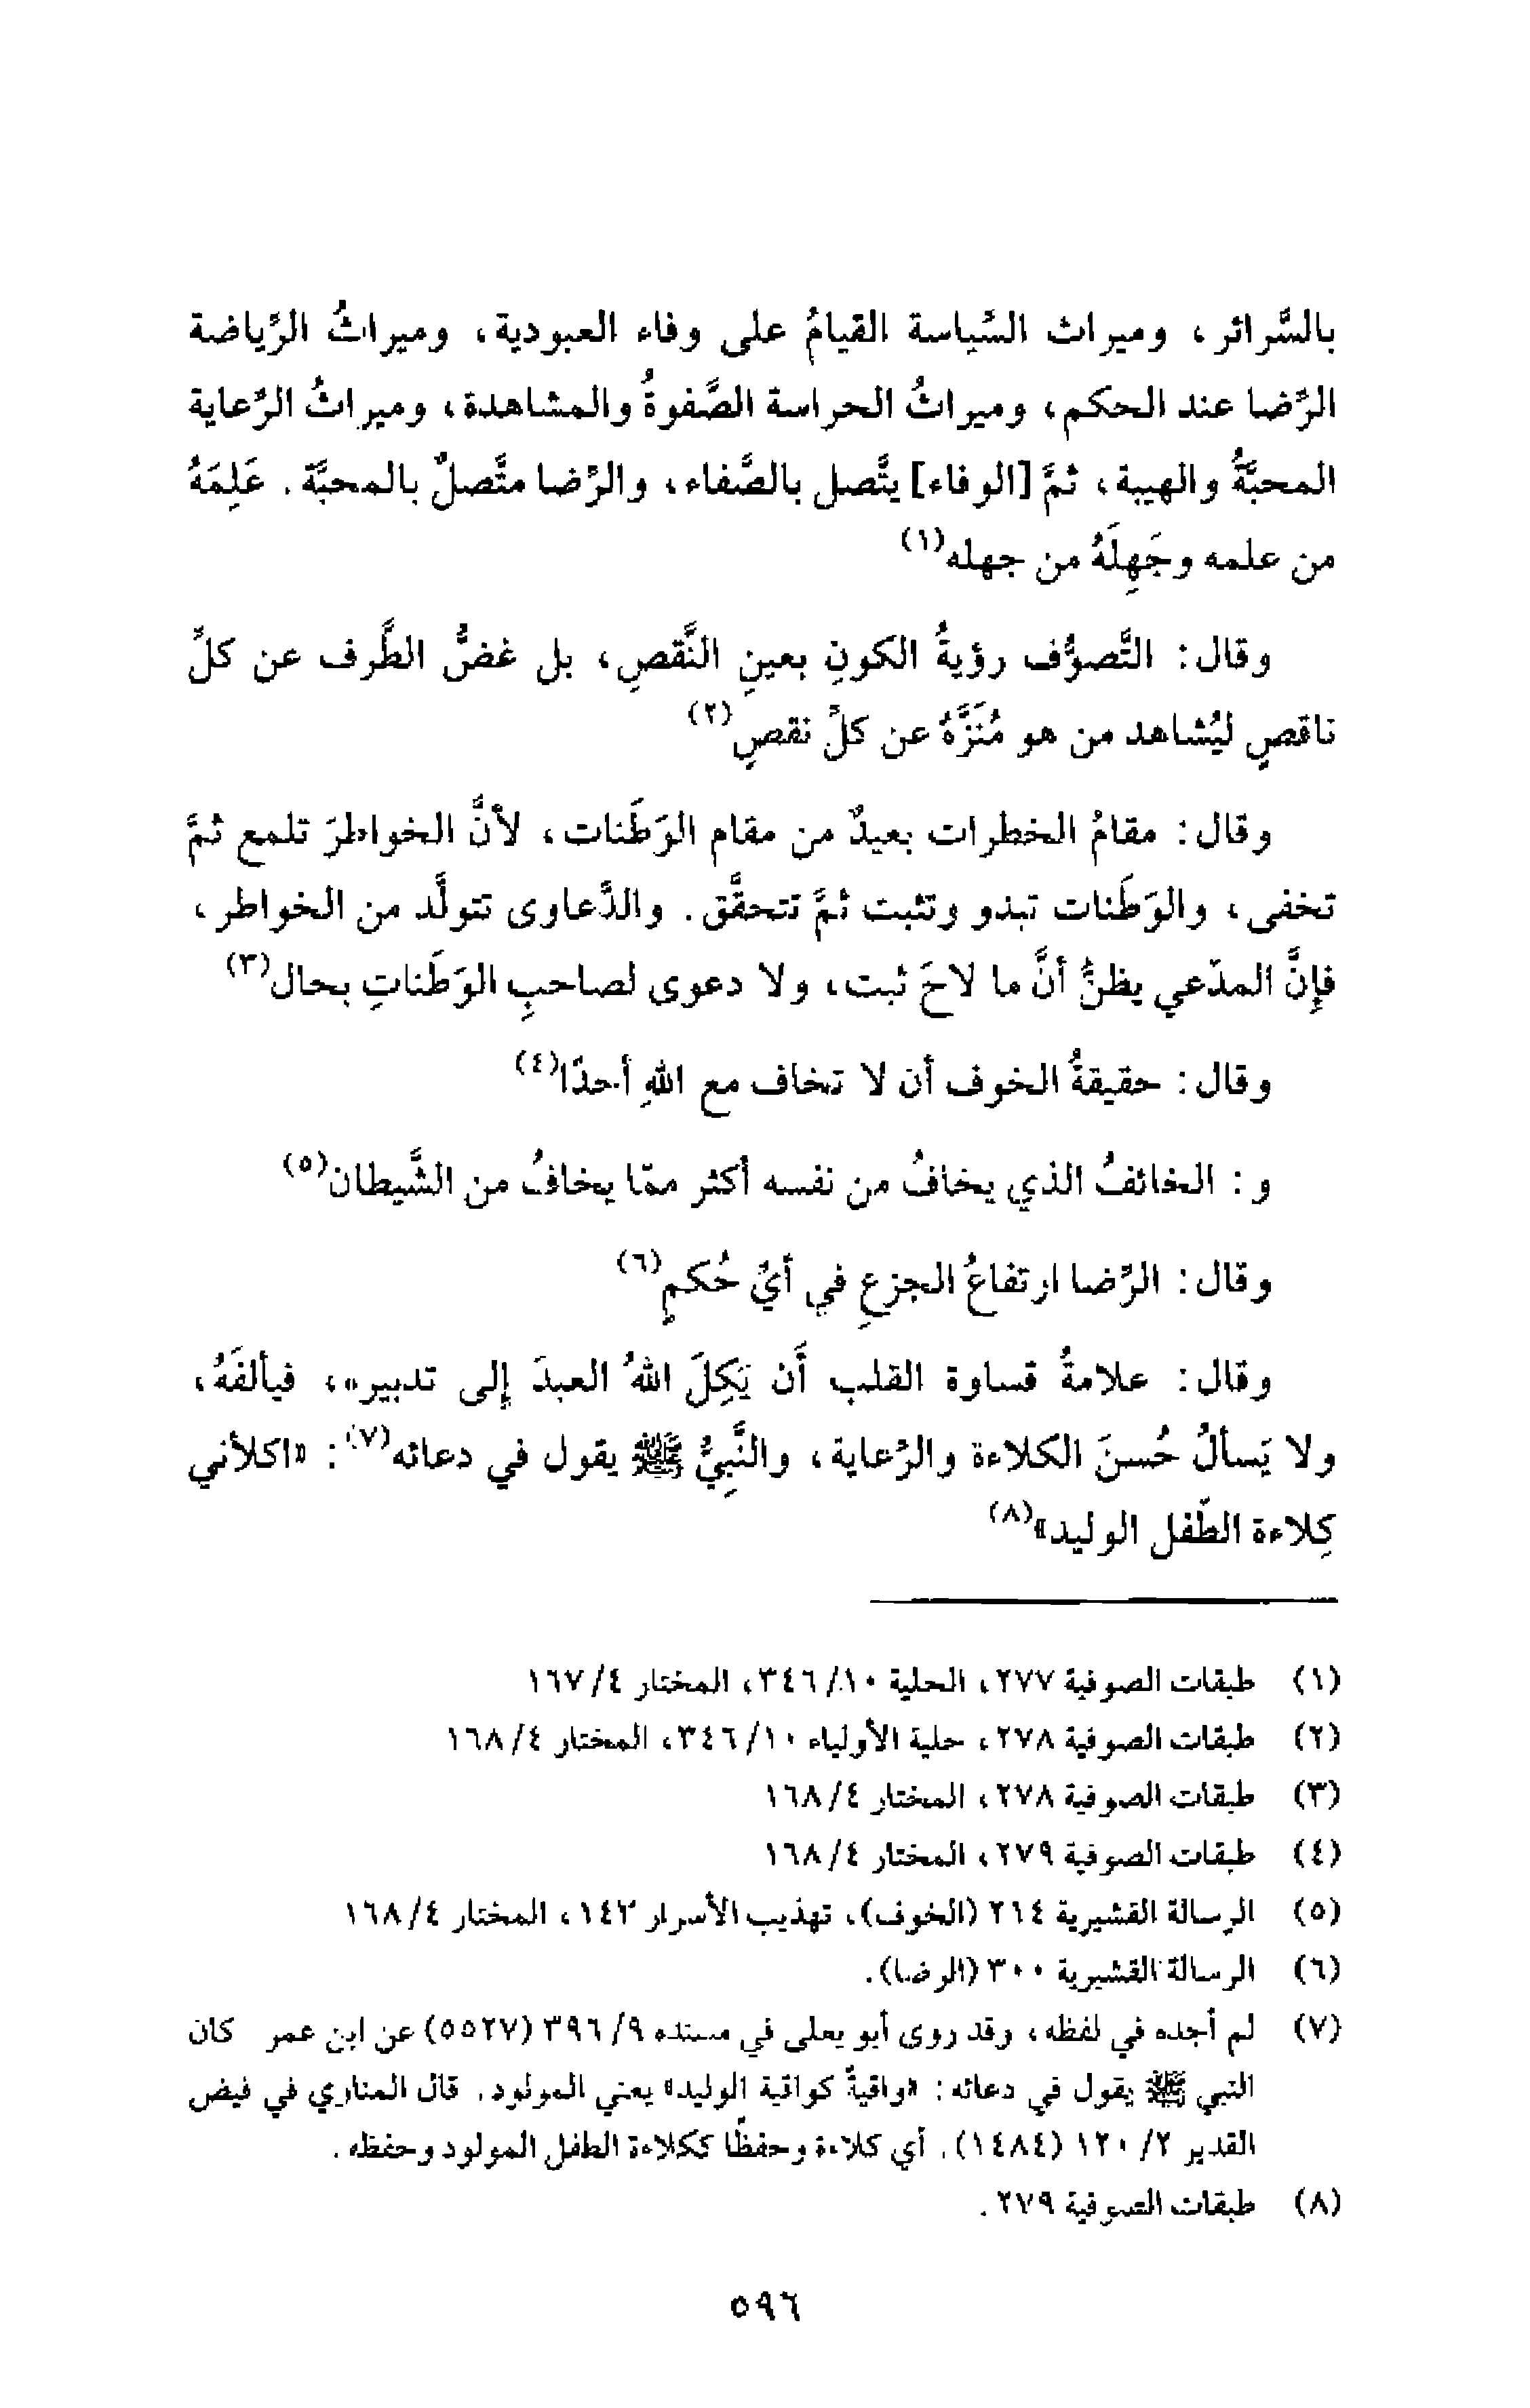 بالسَّرائر، وميراث السِّياسة القيامُ على وفاء العبودية، وميراثُ الرِّياضة
الرِّضا عند الحكم، وميراثُ الحراسة الصَّفوةُ والمشاهدة، وميراثُ الرِّعاية
المحبَّةُ والهيبة، ثمَّ [الوفاء] يتَّصل بالصَّفاء، والرِّضا متَّصلٌ بالمحبَّة. عَلِمَهُ
من علمه وجَهِلَهُ من جهله(١)
وقال: التَّصوُّف رؤيةُ الكونِ بعينِ النَّقصِ، بل غضُّ الطَّرف عن كلِّ
ناقصٍ ليُشاهد من هو مُنَزَّهٌ عن كلِّ نقصٍ(٢)
وقال: مقامُ الخطرات بعيدٌ من مقام الوَطَنات، لأنَّ الخواطرَ تلمع ثمَّ
تخفى، والوَطَنات تبدو وتثبت ثمَّ تتحقَّق. والدَّعاوى تتولَّد من الخواطر،
فإنَّ المدّعي يظنُّ أنَّ ما لاحَ ثبت، ولا دعوى لصاحبِ الوَطَناتِ بحال(٣)
وقال: حقيقةُ الخوف أن لا تخاف مع اللهِ أحدًا(٤)
و: الخائفُ الذي يخافُ من نفسه أكثر ممّا يخافُ من الشَّيطان(٥)
وقال: الرِّضا ارتفاعُ الجزعِ في أيِّ حُكمٍ(٦)
وقال: علامةُ قساوة القلب أَن يَكِلَ اللهُ العبدَ إلى تدبيره، فيألفَهُ،
ولا يَسألُ حُسنَ الكلاءة والرِّعاية، والنَّبِيُّ ﷺ يقول في دعائه(٧): «اكلأني
كِلاءة الطّفل الوليد»(٨)
(١) طبقات الصوفية ٢٧٧، الحلية ١٠/ ٣٤٦، المختار ٤/ ١٦٧
(٢) طبقات الصوفية ٢٧٨، حلية الأولياء ١٠/ ٣٤٦، المختار ٤/ ١٦٨
(٣) طبقات الصوفية ٢٧٨، المختار ٤/ ١٦٨
(٤) طبقات الصوفية ٢٧٩، المختار ٤/ ١٦٨
(٥) الرسالة القشيرية ٢٦٤ (الخوف)، تهذيب الأسرار ١٤٢، المختار ٤/ ١٦٨
(٦) الرسالة القشيرية ٣٠٠ (الرضا).
(٧) لم أجده في لفظه، وقد روى أبو يعلى في مسنده ٩/ ٣٩٦ (٥٥٢٧) عن ابن عمر كان
النبي ﷺ يقول في دعائه: «واقيةً كواقية الوليد» يعني المولود. قال المناري في فيض
القدير ٢/ ١٢٠ (١٤٨٤). أي كلاءة وحفظًا ككلاءة الطفل المولود وحفظه.
(٨) طبقات الصوفية ٢٧٩.
٥٩٦